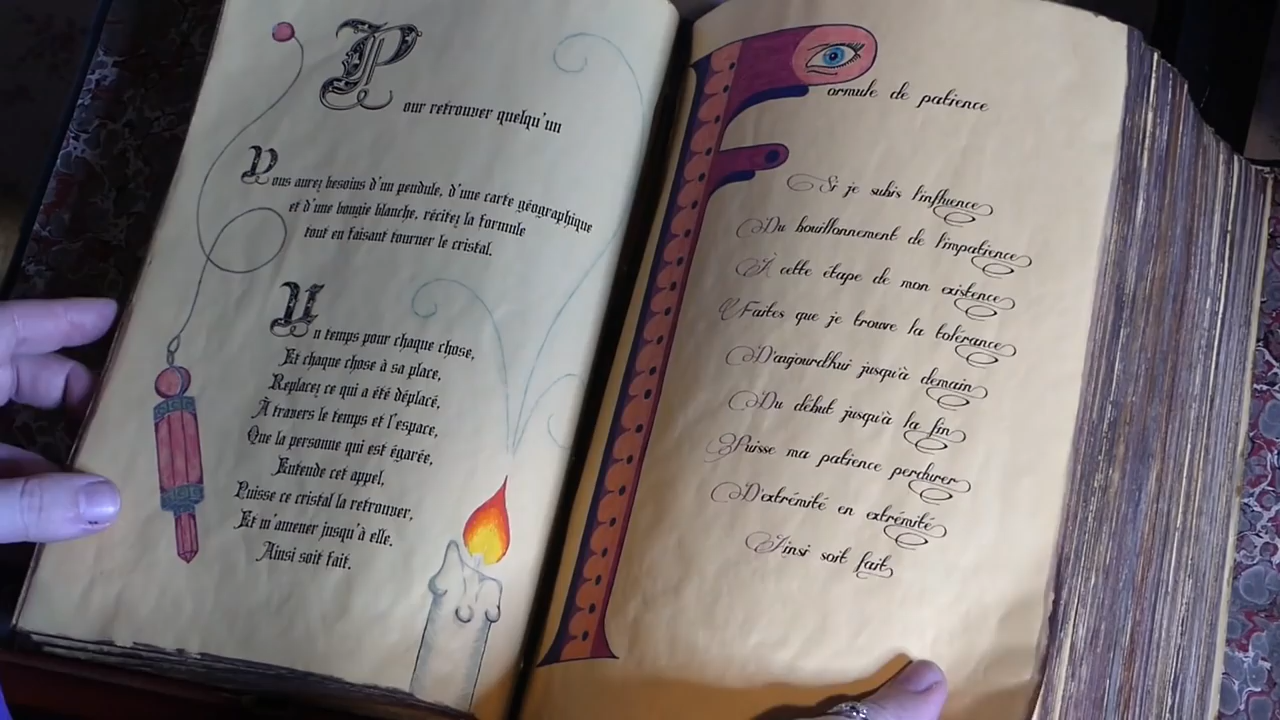 Pour retrouver quelqu'un
Vous aurez besoins d'un pendule, d'une carte géographique
et d'une bougie blanche, récitez la formule
tout en faisant tourner le cristal.
Un temps pour chaque chose,
Et chaque chose à sa place,
Replacez ce qui a été déplacé,
À travers le temps et l'espace,
Que la personne qui est égarée,
Entende cet appel,
Puisse ce cristal la retrouver,
Et m'amener jusqu'à elle.
Ainsi soit fait.
Formule de patience
Si je subis l'influence
Du bouillonnement de l'impatience
À cette étape de mon existence
Faites que je trouve la tolérance
D'aujourd'hui jusqu'à demain
Du début jusqu'à la fin
Puisse ma patience perdurer
D'extrémité en extrémité
Ainsi soit fait